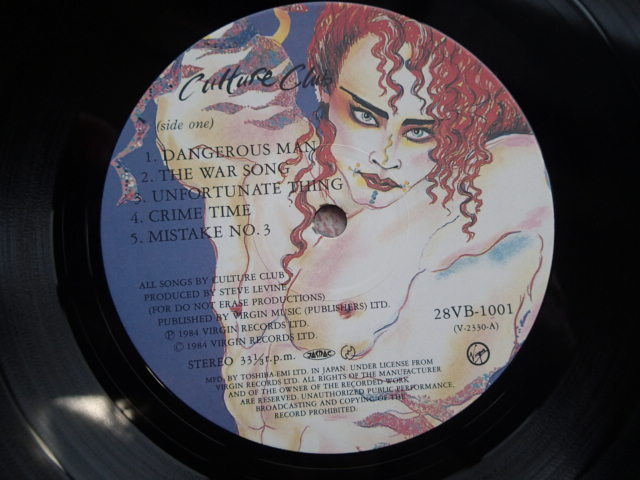 Culture Club
(side one)
1. DANGEROUS MAN
2. THE WAR SONG
3. UNFORTUNATE THING
4. CRIME TIME
5. MISTAKE NO. 3
ALL SONGS BY CULTURE CLUB
PRODUCED BY STEVE LEVINE
(FOR DO NOT ERASE PRODUCTIONS)
PUBLISHED BY VIRGIN MUSIC (PUBLISHERS) LTD.
℗ 1984 VIRGIN RECORDS LTD.
© 1984 VIRGIN RECORDS LTD.
28VB-1001
(V-2330-A)
STEREO 33⅓ r.p.m. JASRAC
Virgin
MFD. BY TOSHIBA-EMI LTD. IN JAPAN. UNDER LICENSE FROM
VIRGIN RECORDS LTD. ALL RIGHTS OF THE MANUFACTURER
AND OF THE OWNER OF THE RECORDED WORK
ARE RESERVED. UNAUTHORIZED PUBLIC PERFORMANCE,
BROADCASTING AND COPYING OF THE
RECORD PROHIBITED.